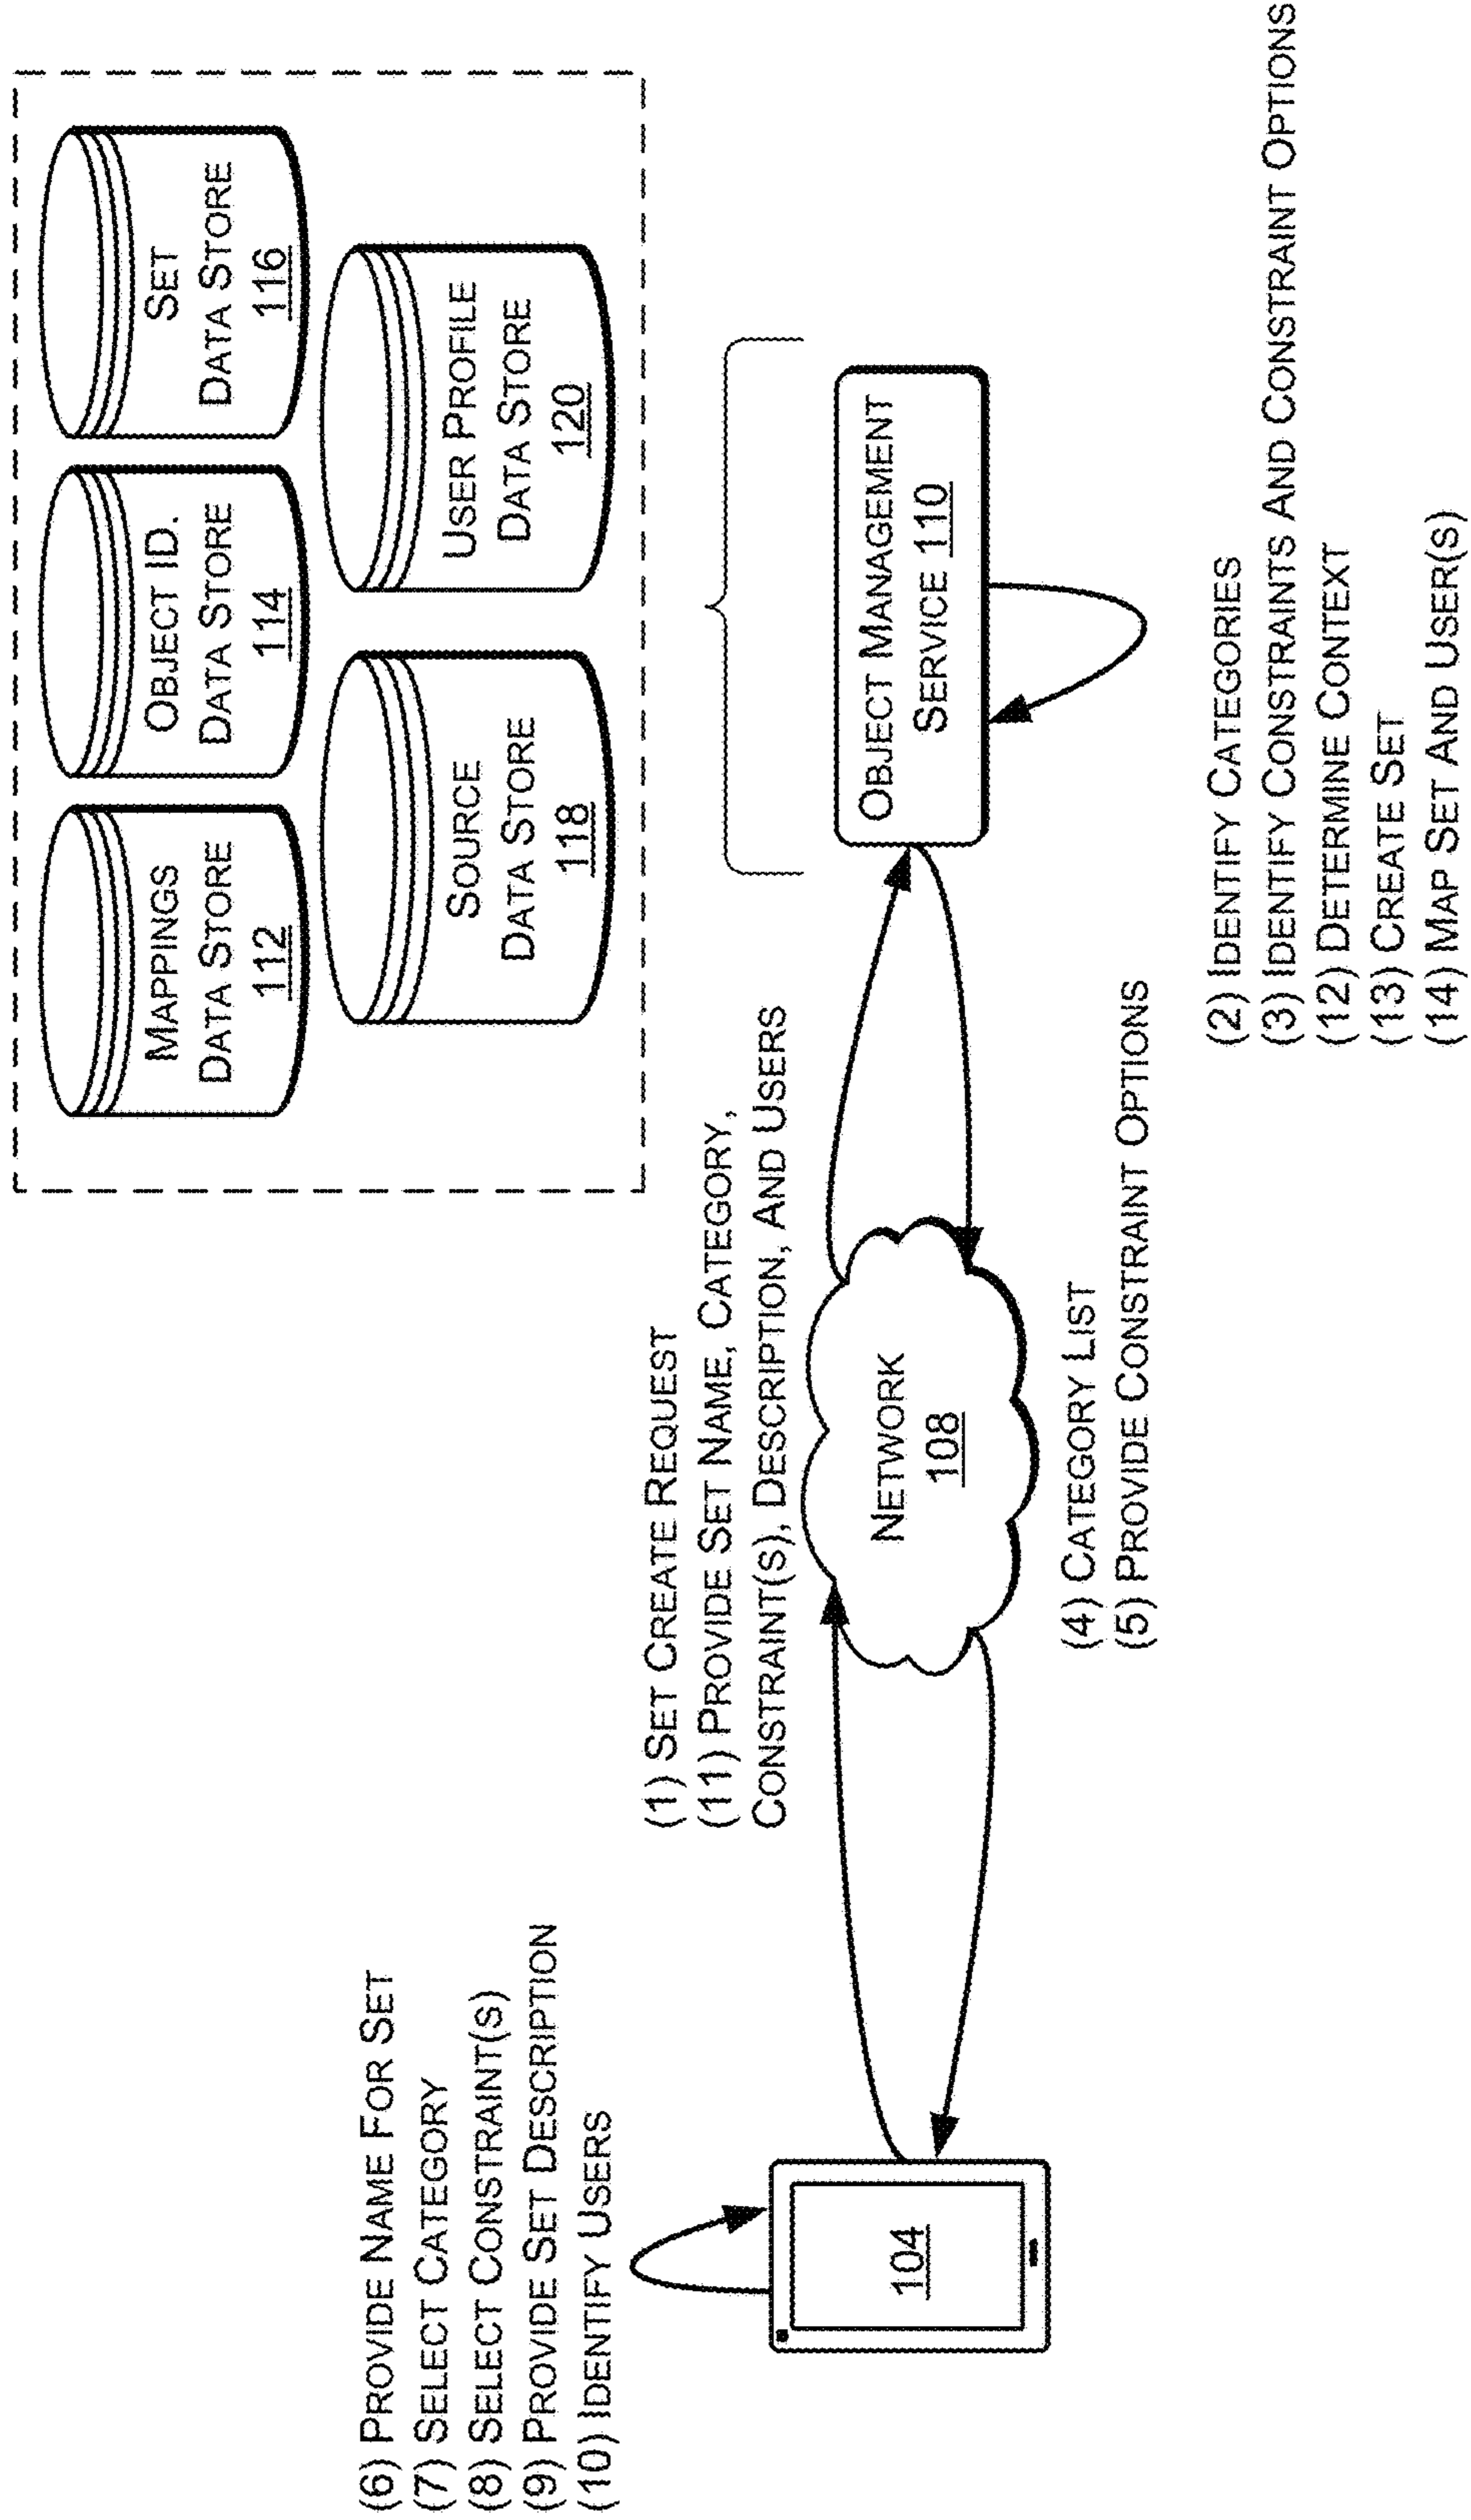 MAPPINGS
DATA STORE
112
OBJECT ID.
DATA STORE
114
SET
DATA STORE
116
SOURCE
DATA STORE
118
USER PROFILE
DATA STORE
120
(6) PROVIDE NAME FOR SET
(7) SELECT CATEGORY
(8) SELECT CONSTRAINT(S)
(9) PROVIDE SET DESCRIPTION
(10) IDENTIFY USERS
(1) SET CREATE REQUEST
(11) PROVIDE SET NAME, CATEGORY,
CONSTRAINT(S), DESCRIPTION, AND USERS
104
NETWORK
108
OBJECT MANAGEMENT
SERVICE 110
(4) CATEGORY LIST
(5) PROVIDE CONSTRAINT OPTIONS
(2) IDENTIFY CATEGORIES
(3) IDENTIFY CONSTRAINTS AND CONSTRAINT OPTIONS
(12) DETERMINE CONTEXT
(13) CREATE SET
(14) MAP SET AND USER(S)